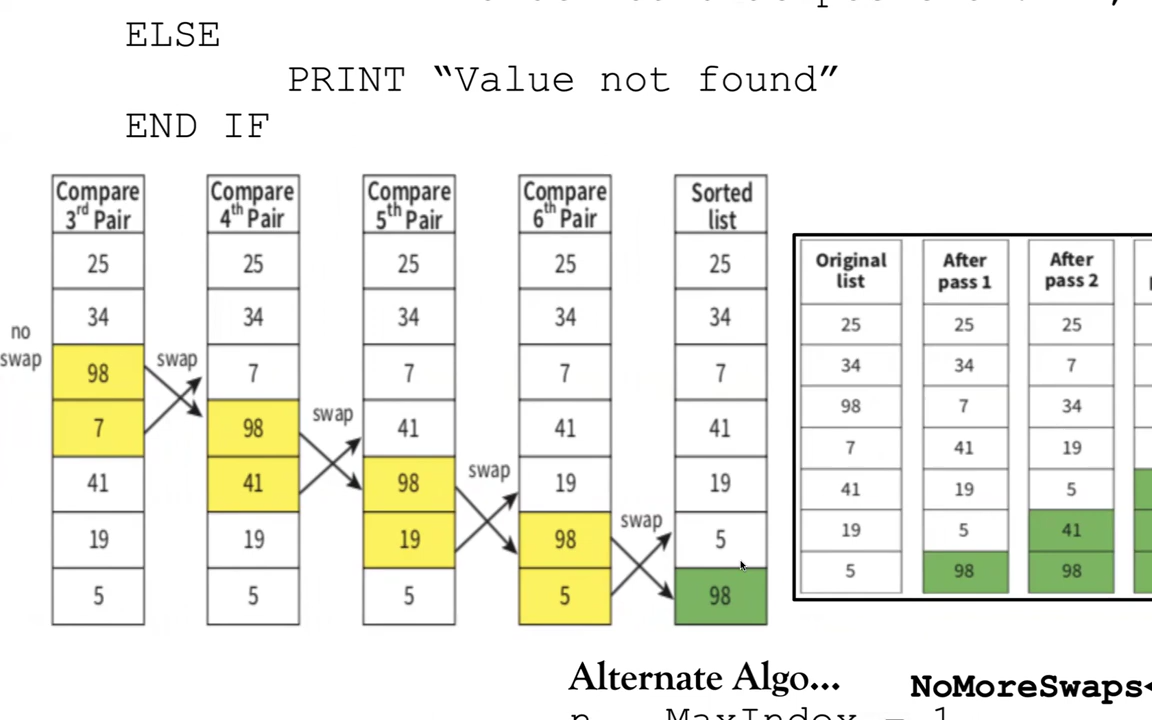 ELSE
PRINT “Value not found”
END IF
no
swap
Compare
3rd Pair
25
34
98
7
41
19
5
swap
Compare
4th Pair
25
34
7
98
41
19
5
swap
Compare
5th Pair
25
34
7
41
98
19
5
swap
Compare
6th Pair
25
34
7
41
19
98
5
swap
Sorted
list
25
34
7
41
19
5
98
Original
list
25
34
98
7
41
19
5
After
pass 1
25
34
7
41
19
5
98
After
pass 2
25
7
34
19
5
41
98
Alternate Algo...
NoMoreSwaps
MaxIndex - 1